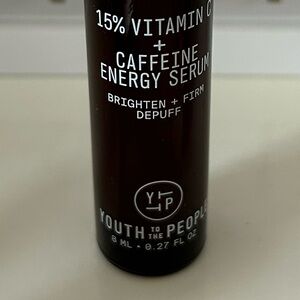 15% VITAMIN C
+
CAFFEINE
ENERGY SERUM
BRIGHTEN + FIRM
DEPUFF
Y P
YOUTH TO THE PEOPLE
8 ML - 0.27 FL OZ